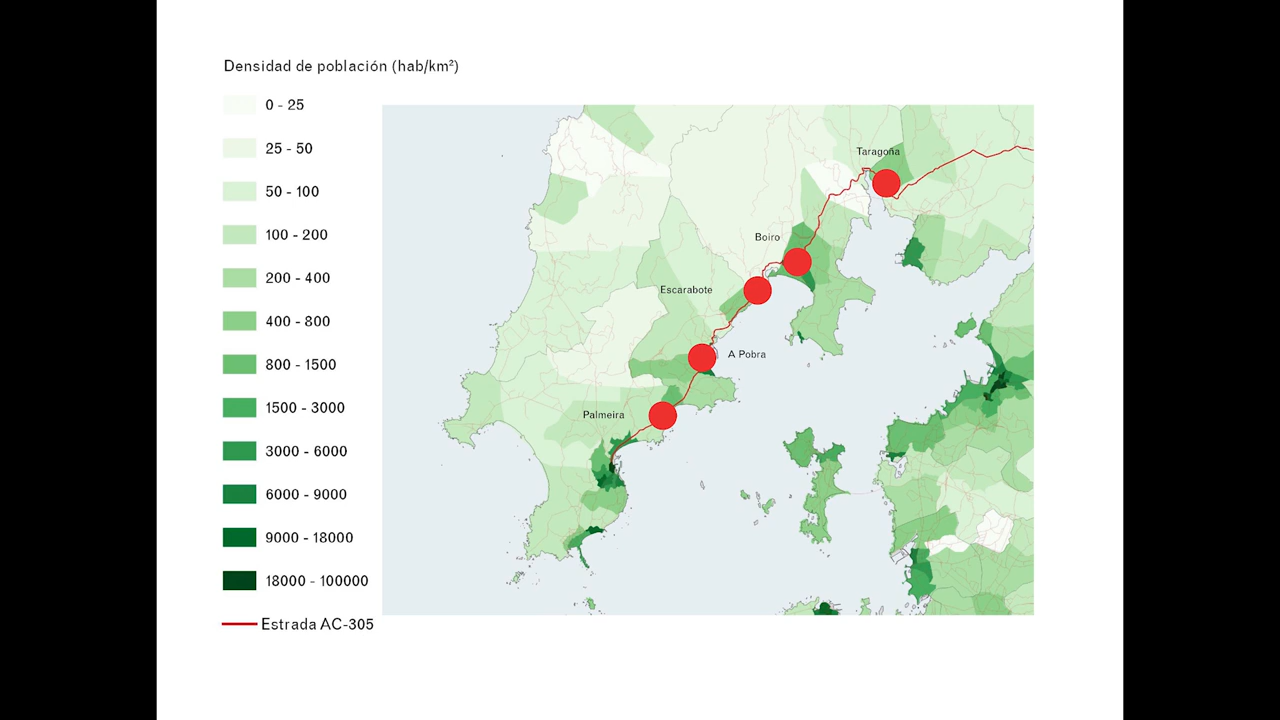 Densidad de población (hab/km²)
0 - 25
25 - 50
50 - 100
100 - 200
200 - 400
400 - 800
800 - 1500
1500 - 3000
3000 - 6000
6000 - 9000
9000 - 18000
18000 - 100000
Estrada AC-305
Taragoña
Boiro
Escarabote
A Pobra
Palmeira